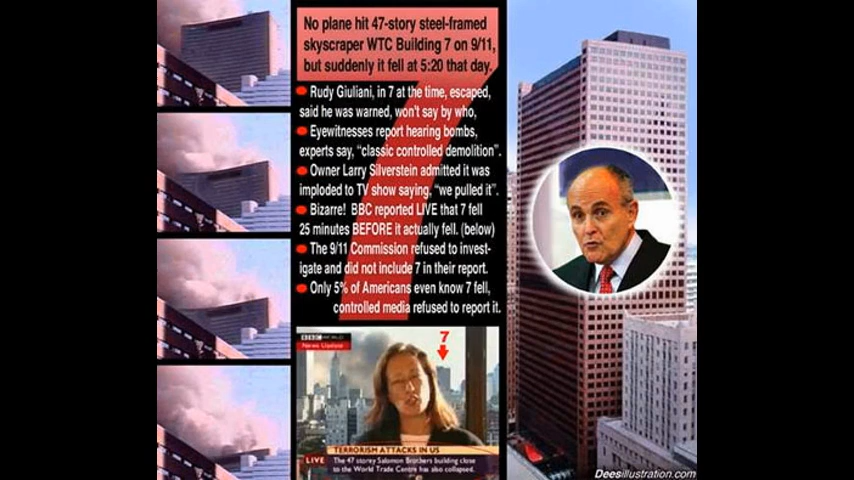 No plane hit 47-story steel-framed
skyscraper WTC Building 7 on 9/11,
but suddenly it fell at 5:20 that day.
Rudy Giuliani, in 7 at the time, escaped,
said he was warned, won't say by who,
Eyewitnesses report hearing bombs,
experts say, “classic controlled demolition”.
Owner Larry Silverstein admitted it was
imploded to TV show saying, “we pulled it”.
Bizarre! BBC reported LIVE that 7 fell
25 minutes BEFORE it actually fell. (below)
The 9/11 Commission refused to invest-
igate and did not include 7 in their report.
Only 5% of Americans even know 7 fell,
controlled media refused to report it.
BBC WORLD
News Update
7
TERRORISM ATTACKS IN US
LIVE
The 47 storey Salomon Brothers building close
to the World Trade Centre has also collapsed.
Deesillustration.com